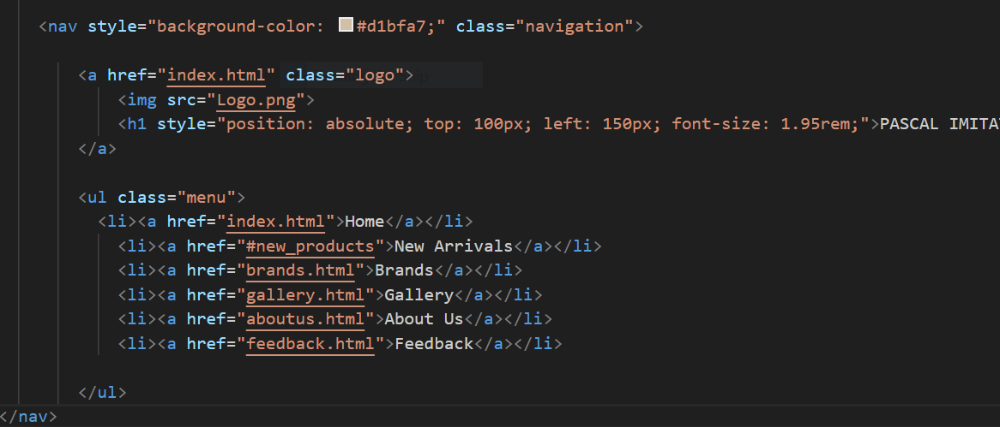 <nav style="background-color: #d1bfa7;" class="navigation">
<a href="index.html" class="logo">
<img src="Logo.png">
<h1 style="position: absolute; top: 100px; left: 150px; font-size: 1.95rem;">PASCAL IMITAT
</a>
<ul class="menu">
<li><a href="index.html">Home</a></li>
<li><a href="#new_products">New Arrivals</a></li>
<li><a href="brands.html">Brands</a></li>
<li><a href="gallery.html">Gallery</a></li>
<li><a href="aboutus.html">About Us</a></li>
<li><a href="feedback.html">Feedback</a></li>
</ul>
</nav>